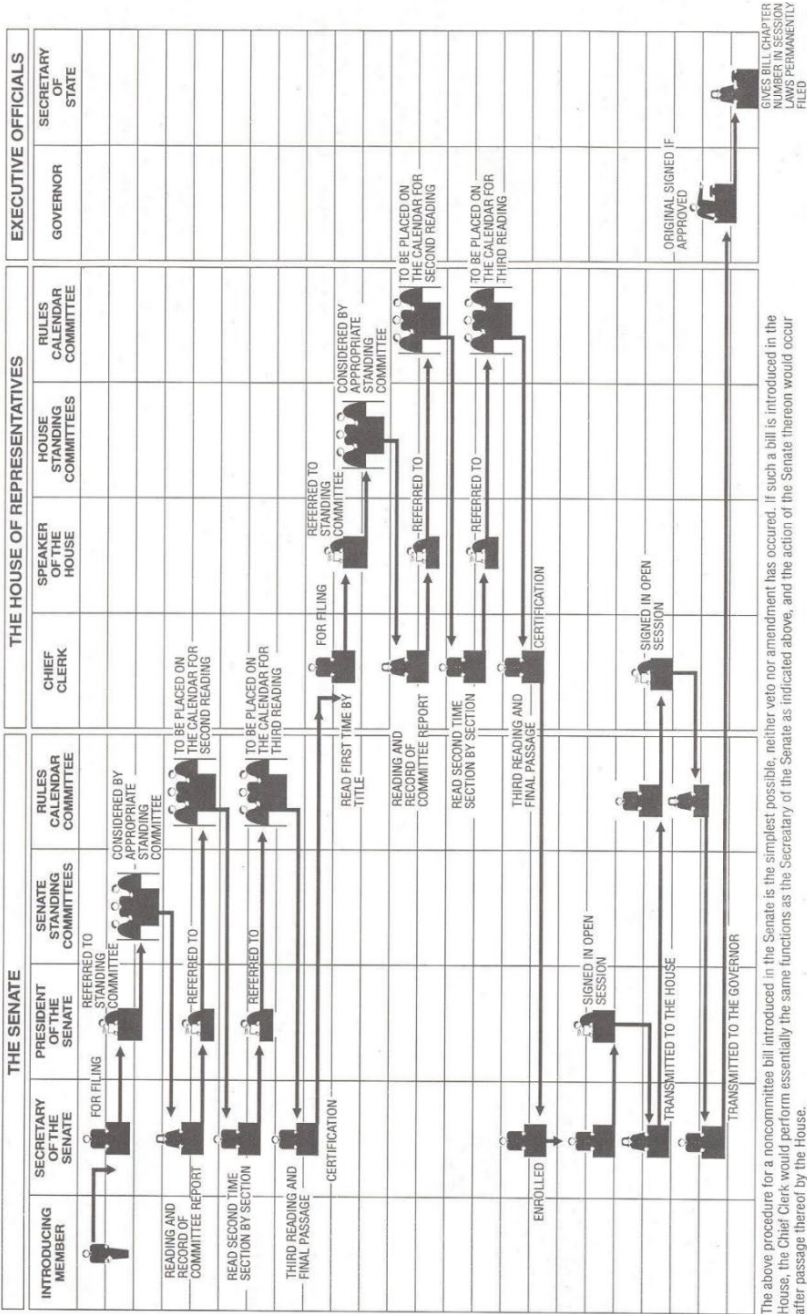 THE SENATE
THE HOUSE OF REPRESENTATIVES
EXECUTIVE OFFICIALS
INTRODUCING
MEMBER
SECRETARY
OF THE
SENATE
PRESIDENT
OF THE
SENATE
SENATE
STANDING
COMMITTEES
RULES
CALENDAR
COMMITTEE
CHIEF
CLERK
SPEAKER
OF THE
HOUSE
HOUSE
STANDING
COMMITTEES
RULES
CALENDAR
COMMITTEE
GOVERNOR
SECRETARY
OF
STATE
FOR FILING
REFERRED TO
STANDING
COMMITTEE
CONSIDERED BY
APPROPRIATE
STANDING
COMMITTEE
READING AND
RECORD OF
COMMITTEE REPORT
REFERRED TO
TO BE PLACED ON
THE CALENDAR FOR
SECOND READING
READ SECOND TIME
SECTION BY SECTION
REFERRED TO
TO BE PLACED ON
THE CALENDAR FOR
THIRD READING
THIRD READING AND
FINAL PASSAGE
CERTIFICATION
READ FIRST TIME BY
TITLE
FOR FILING
REFERRED TO
STANDING
COMMITTEE
CONSIDERED BY
APPROPRIATE
STANDING
COMMITTEE
READING AND
RECORD OF
COMMITTEE REPORT
REFERRED TO
TO BE PLACED ON
THE CALENDAR FOR
SECOND READING
READ SECOND TIME
SECTION BY SECTION
REFERRED TO
TO BE PLACED ON
THE CALENDAR FOR
THIRD READING
THIRD READING AND
FINAL PASSAGE
CERTIFICATION
ENROLLED
SIGNED IN OPEN
SESSION
TRANSMITTED TO THE HOUSE
SIGNED IN OPEN
SESSION
TRANSMITTED TO THE GOVERNOR
ORIGINAL SIGNED IF
APPROVED
GIVES BILL CHAPTER
NUMBER IN SESSION
LAWS PERMANENTLY
FILED
The above procedure for a noncommittee bill introduced in the Senate is the simplest possible, neither veto nor amendment has occured. If such a bill is introduced in the
House, the Chief Clerk would perform essentially the same functions as the Secreatary of the Senate as indicated above, and the action of the Senate thereon would occur
after passage thereof by the House.